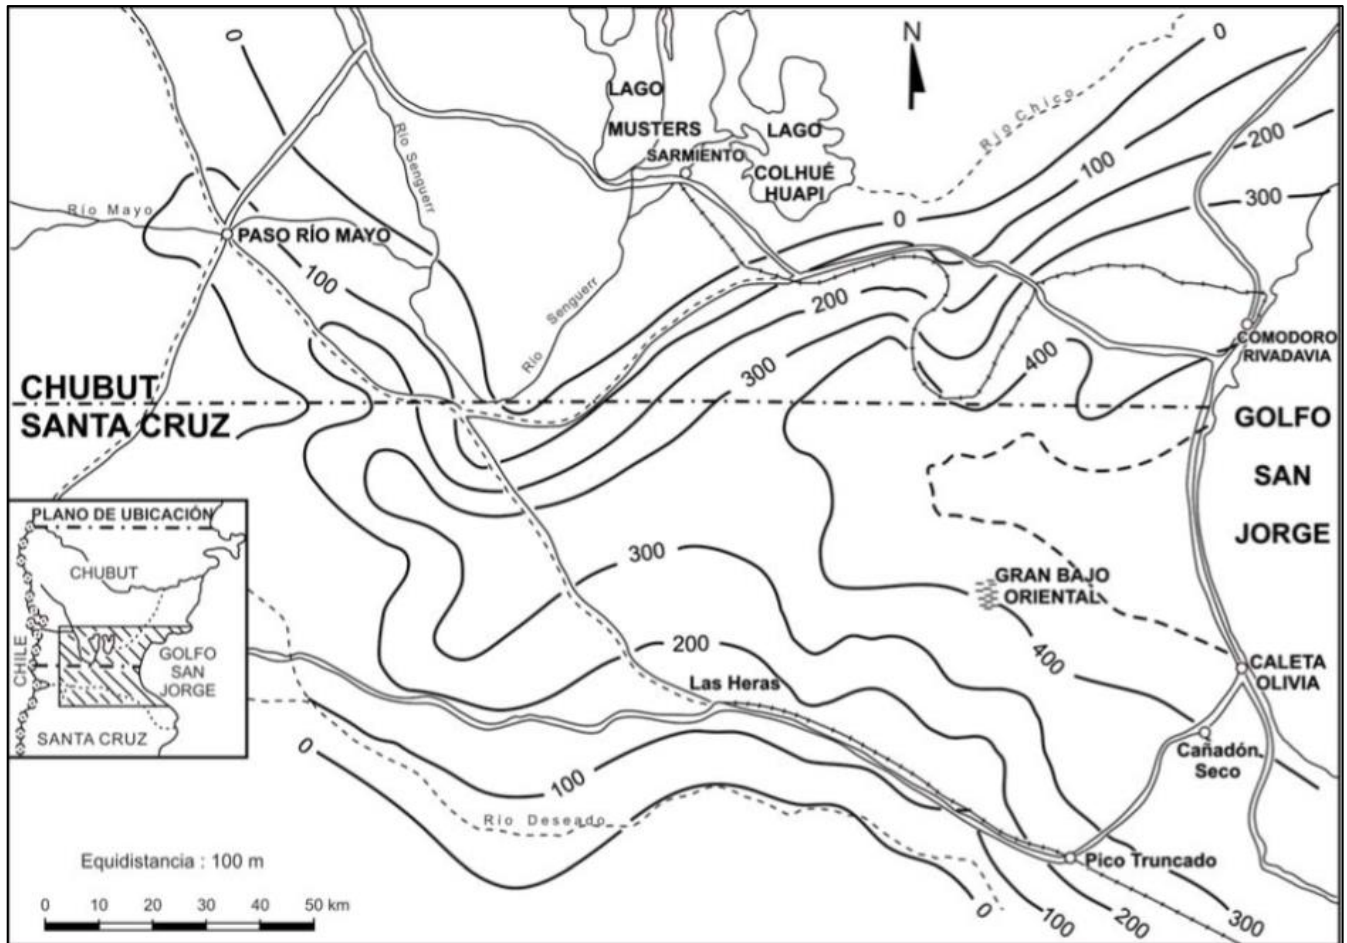 0
0
N
LAGO
MUSTERS
SARMIENTO
LAGO
COLHUÉ
HUAPI
Río Chico
200
100
300
Río Senguerr
Río Mayo
PASO RÍO MAYO
0
100
200
Río Senguerr
300
400
COMODORO
RIVADAVIA
CHUBUT
SANTA CRUZ
GOLFO
SAN
JORGE
PLANO DE UBICACIÓN
CHUBUT
CHILE
GOLFO
SAN
JORGE
SANTA CRUZ
300
GRAN BAJO
ORIENTAL
200
400
Las Heras
CALETA
OLIVIA
Cañadón
Seco
0
100
Río Deseado
Pico Truncado
0
100
200
300
Equidistancia : 100 m
0 10 20 30 40 50 km